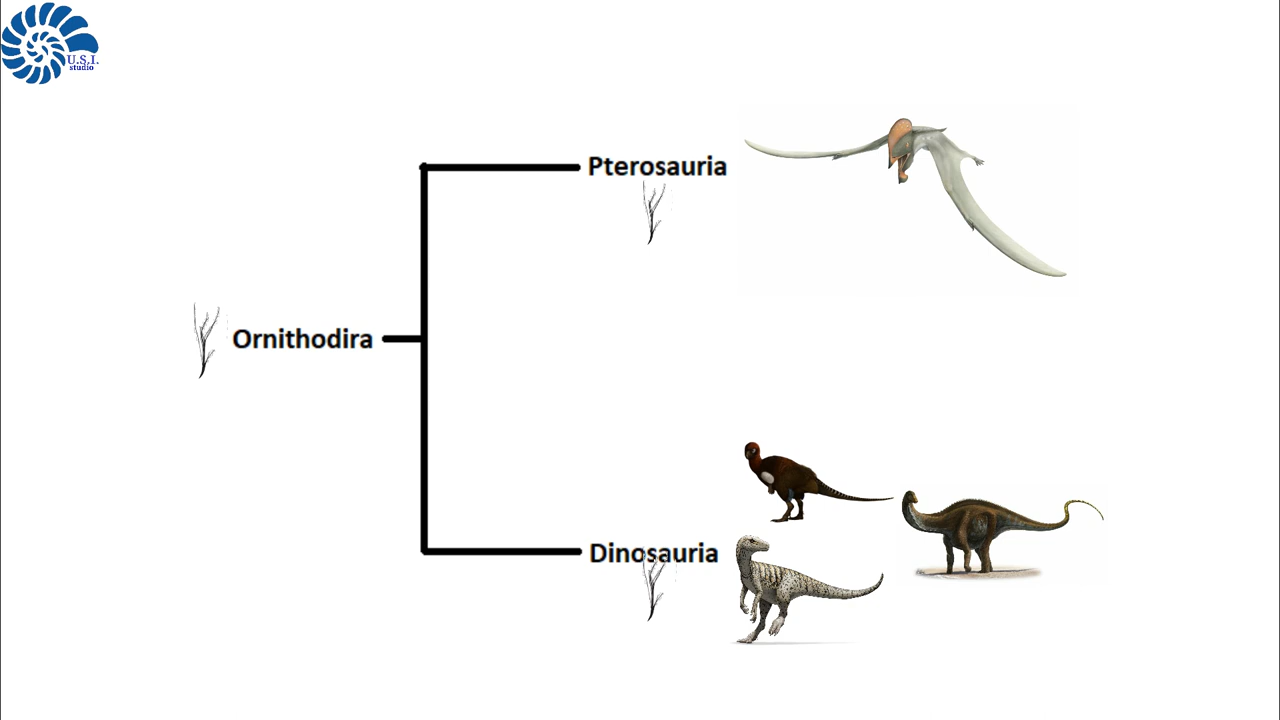 U.S.I.
studio
Pterosauria
Ornithodira
Dinosauria